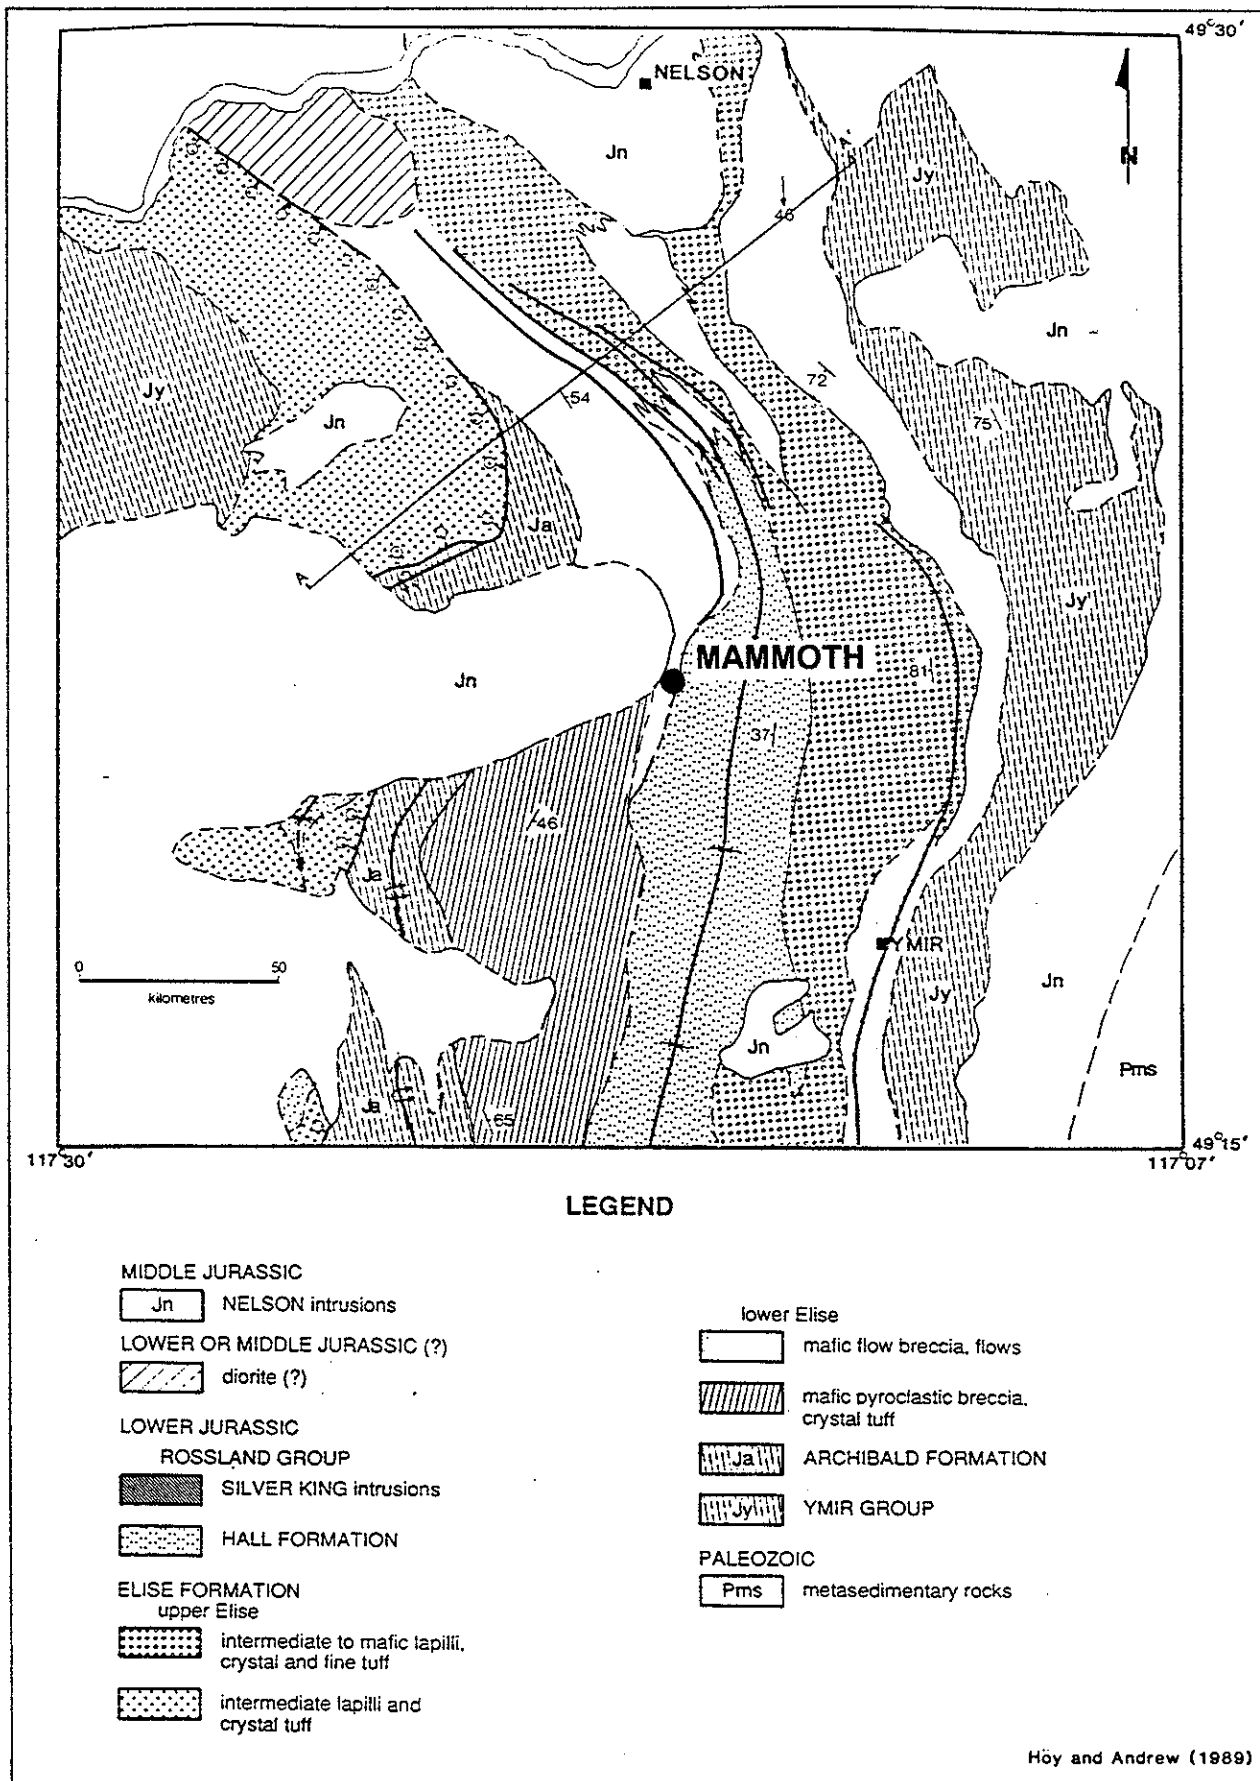 49°30'
NELSON
N
Jn
A'
Jy
46
Jn
72
54
Jy
Jn
75
Ja
A
Jy
MAMMOTH
81
Jn
37
46
Ja
YMIR
0 50
kilometres
Jn
Jy
Jn
Pms
Ja
65
49°15'
117°30'
117°07'
LEGEND
MIDDLE JURASSIC
Jn NELSON intrusions
LOWER OR MIDDLE JURASSIC (?)
diorite (?)
LOWER JURASSIC
ROSSLAND GROUP
SILVER KING intrusions
HALL FORMATION
ELISE FORMATION
upper Elise
intermediate to mafic lapilli,
crystal and fine tuff
intermediate lapilli and
crystal tuff
lower Elise
mafic flow breccia, flows
mafic pyroclastic breccia,
crystal tuff
Ja ARCHIBALD FORMATION
Jy YMIR GROUP
PALEOZOIC
Pms metasedimentary rocks
Höy and Andrew (1989)